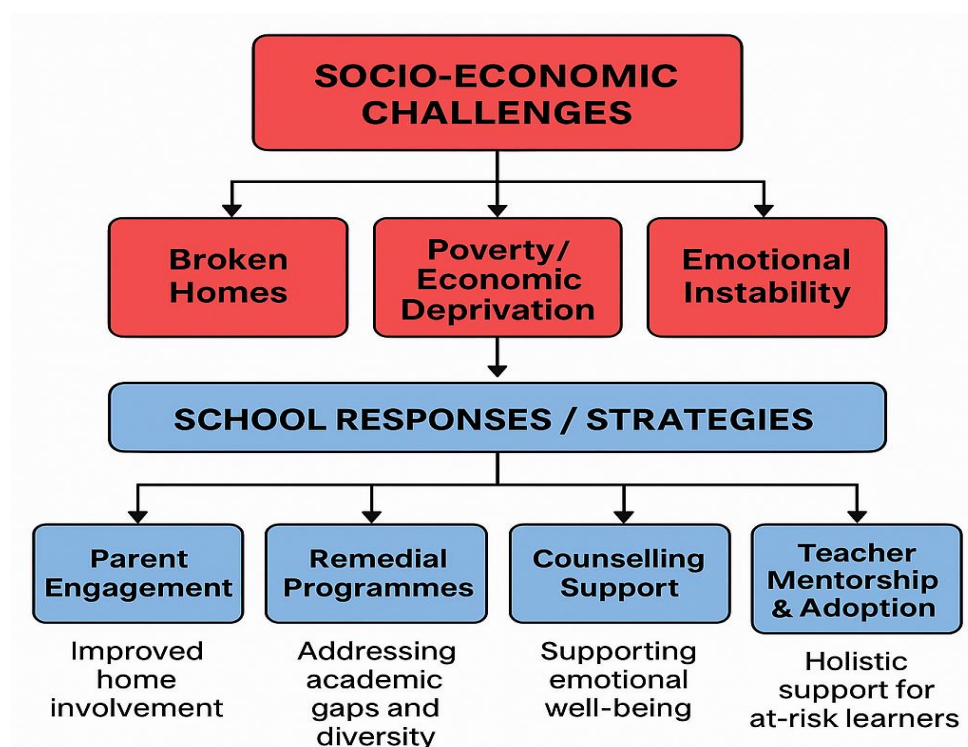 SOCIO-ECONOMIC
CHALLENGES
Broken
Homes
Poverty/
Economic
Deprivation
Emotional
Instability
SCHOOL RESPONSES / STRATEGIES
Parent
Engagement
Remedial
Programmes
Counselling
Support
Teacher
Mentorship
& Adoption
Improved
home
involvement
Addressing
academic
gaps and
diversity
Supporting
emotional
well-being
Holistic
support for
at-risk learners